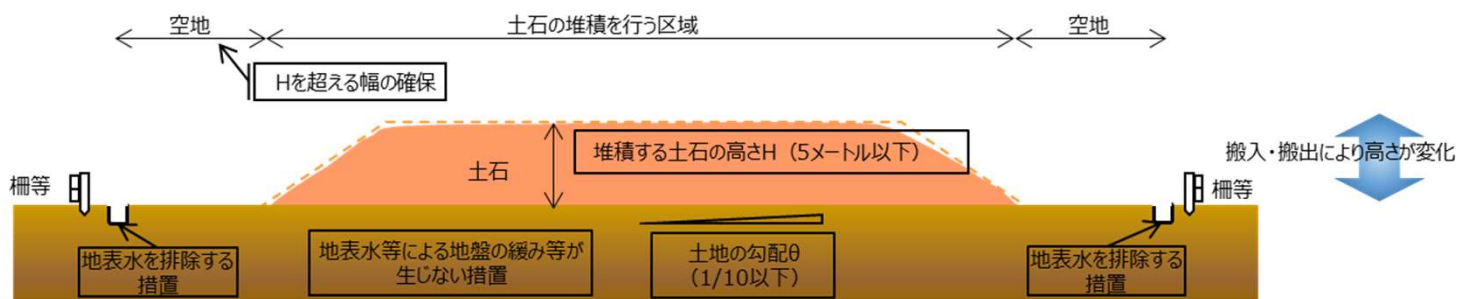 空地
土石の堆積を行う区域
空地
Hを超える幅の確保
堆積する土石の高さH（5メートル以下）
土石
搬入・搬出により高さが変化
柵等
柵等
地表水を排除する
措置
地表水等による地盤の緩み等が
生じない措置
土地の勾配θ
（1/10以下）
地表水を排除する
措置